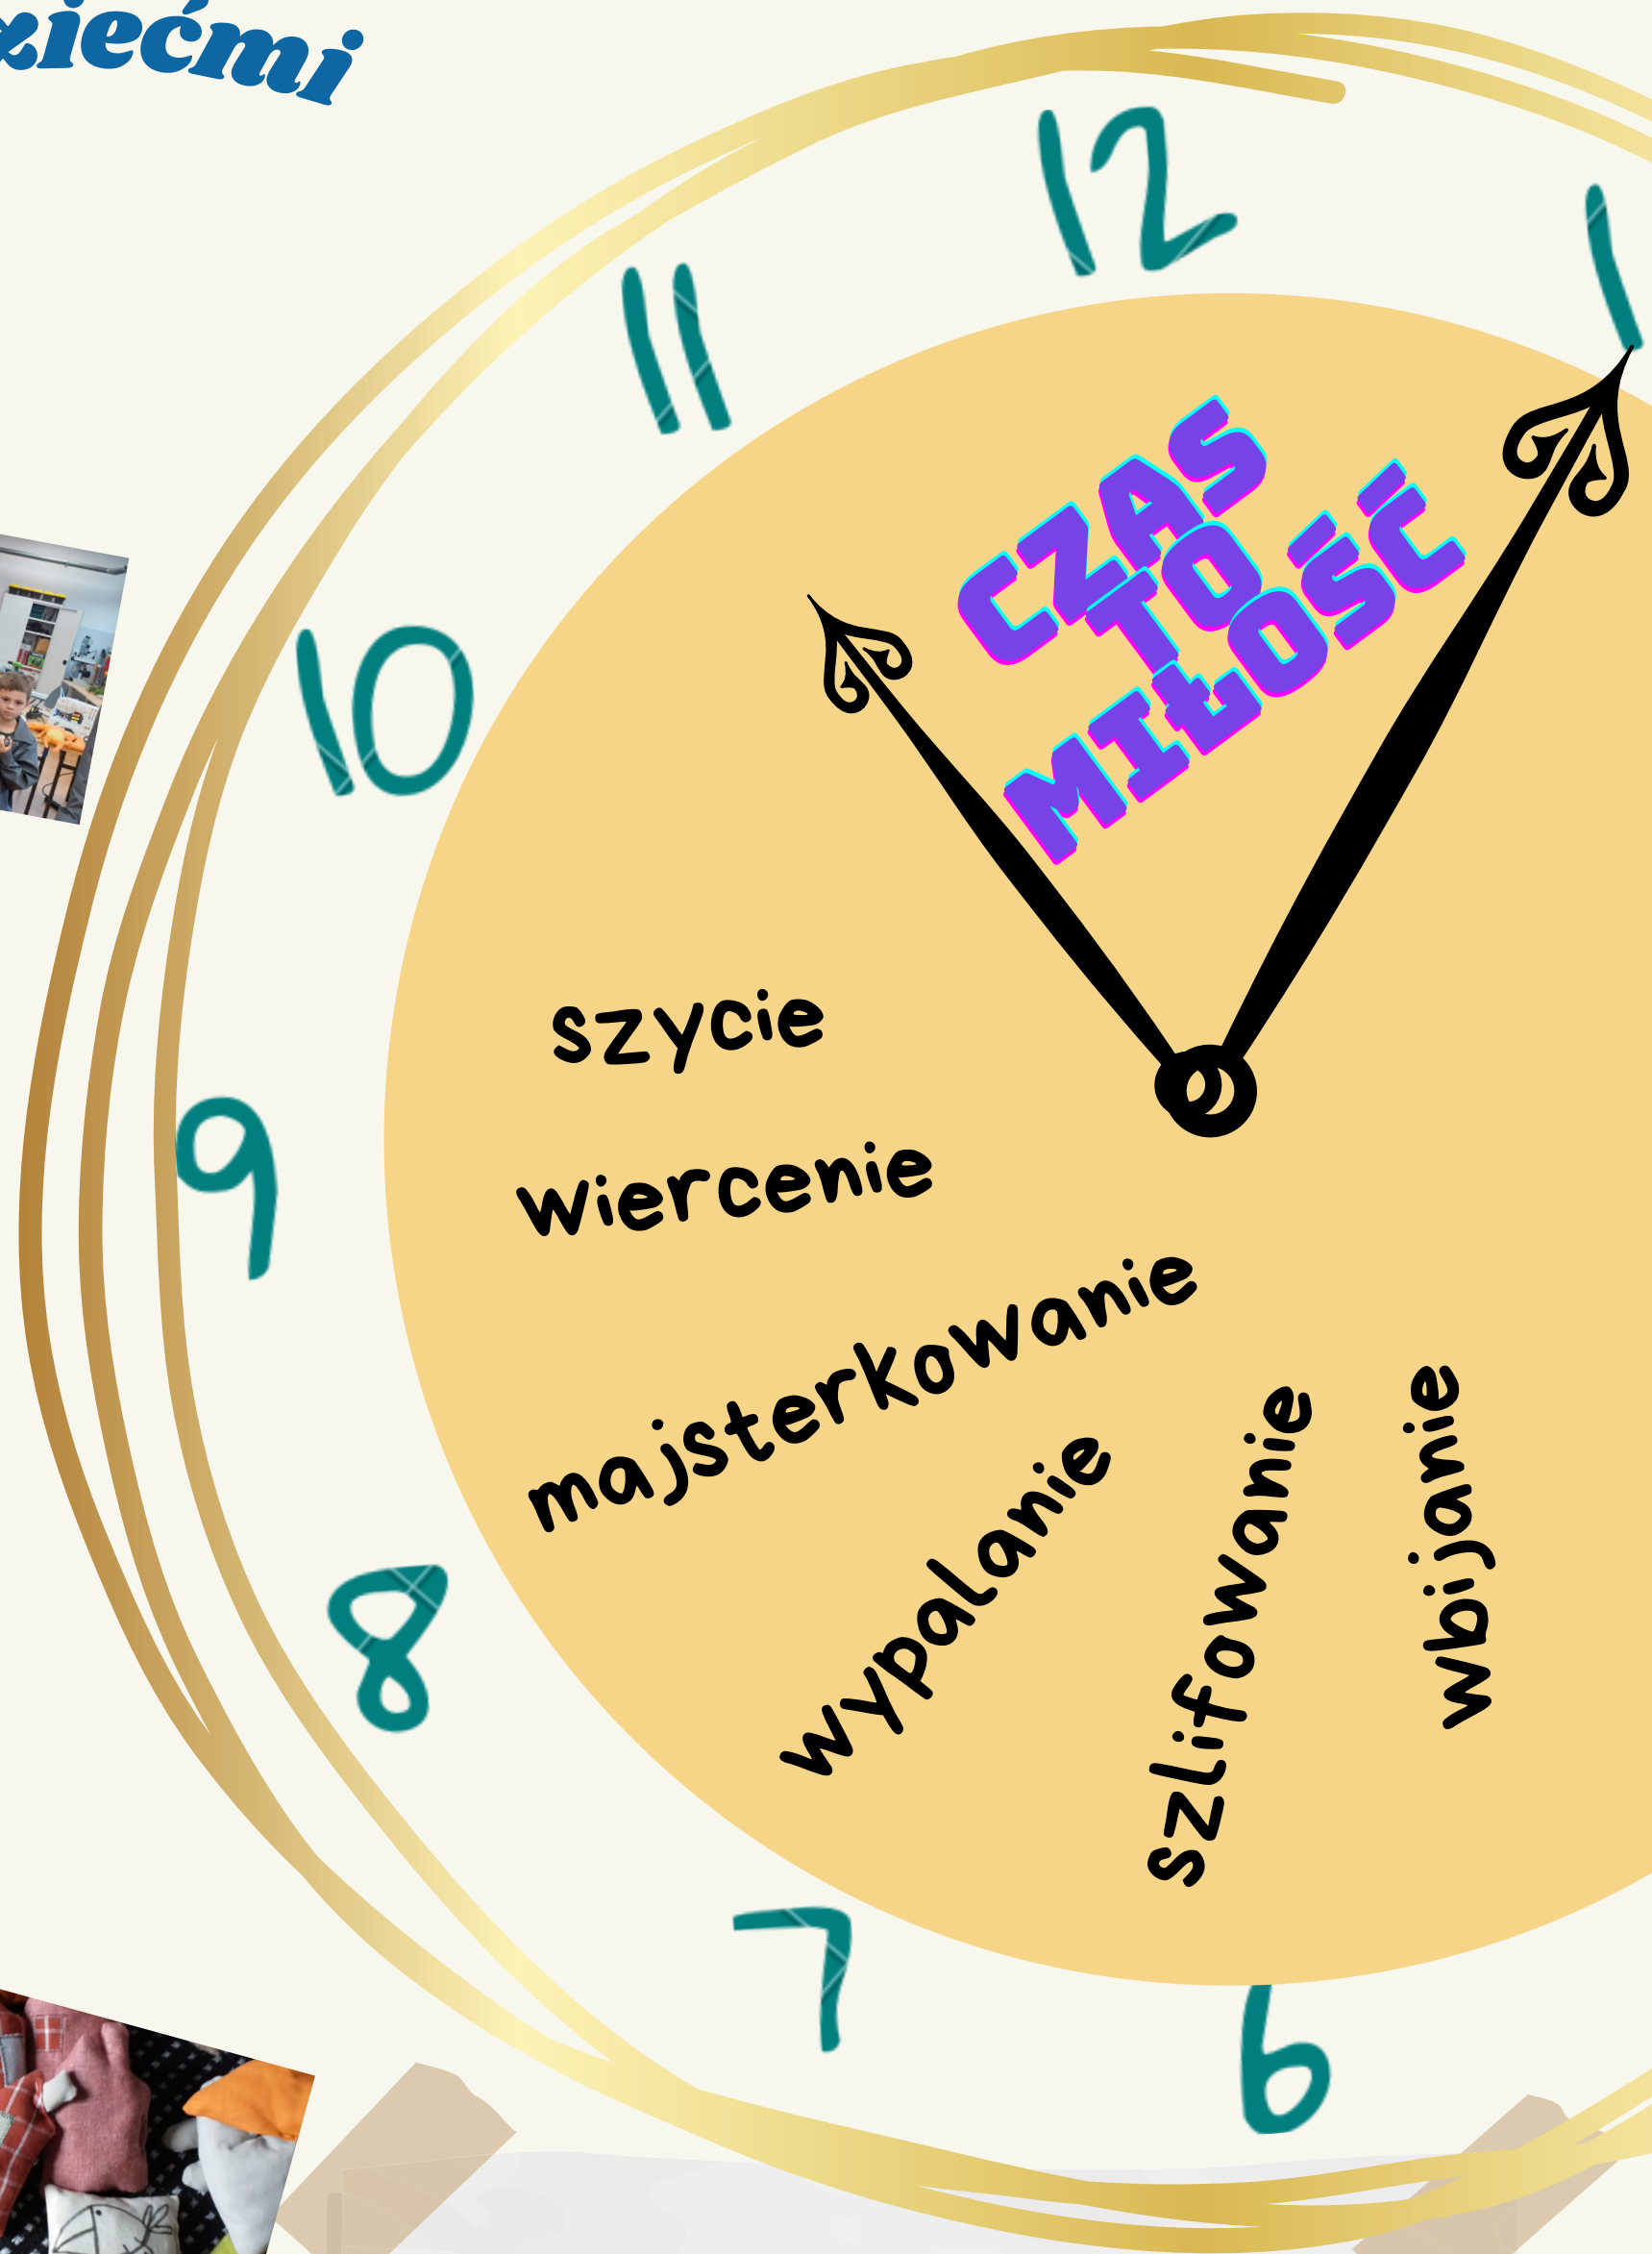 ziećmi
12
1
11
CZAS
TO
MIŁOŚĆ
10
szycie
wiercenie
9
majsterkowanie
wypalanie
szlifowanie
wbijanie
8
7
6